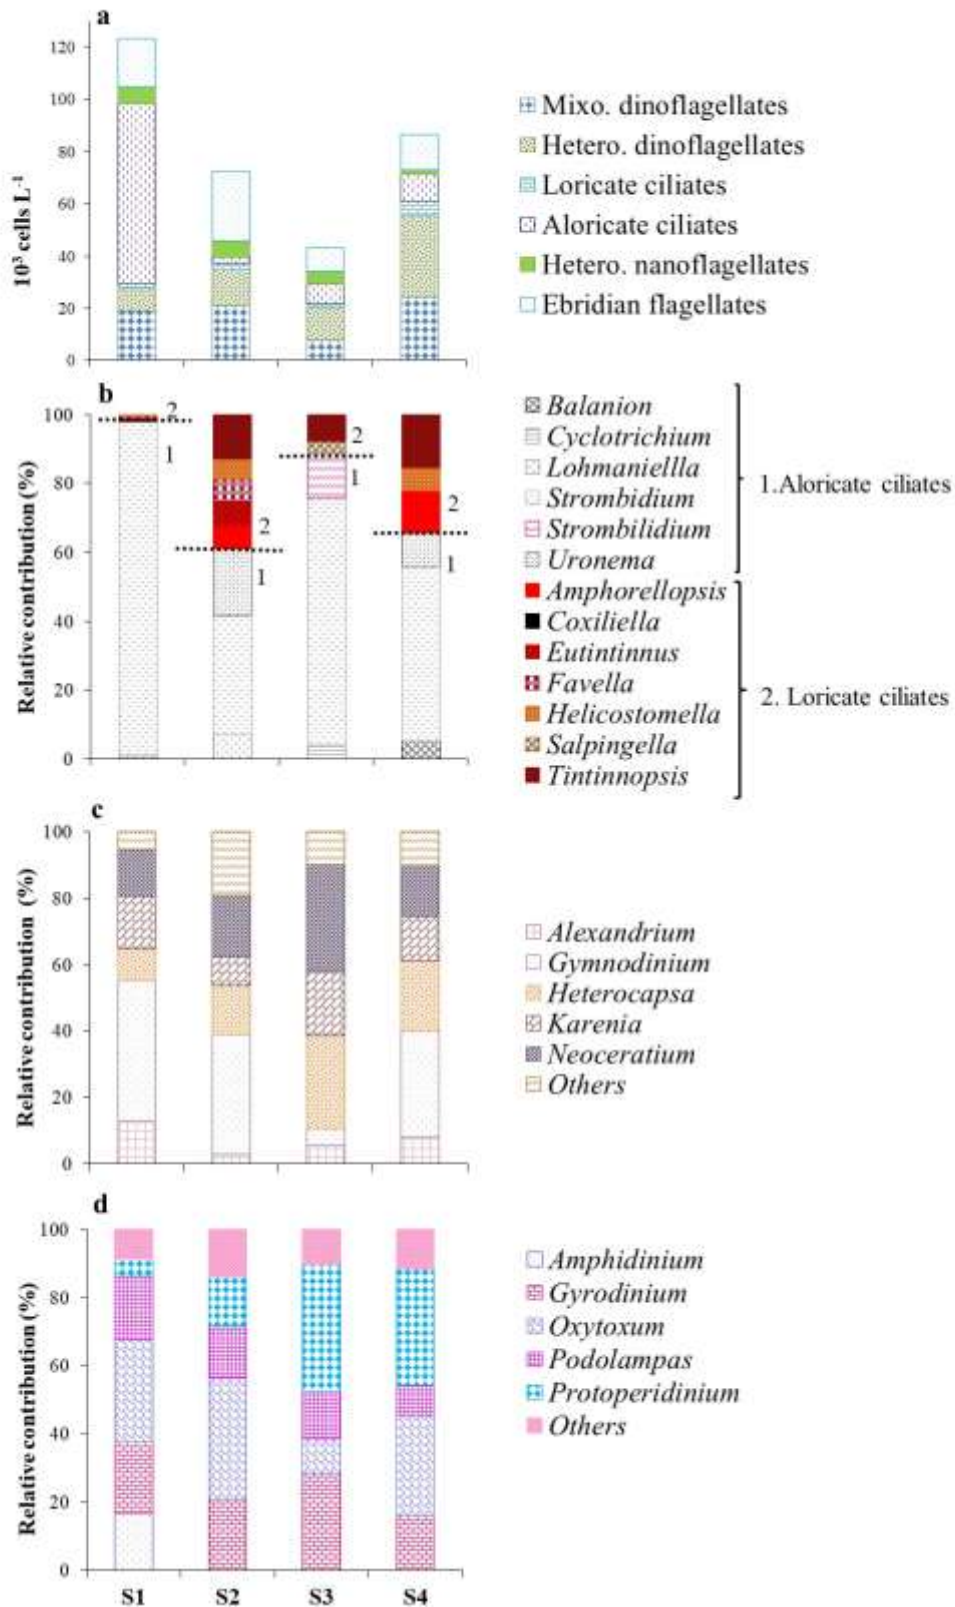 a
120
100
80
60
40
20
0
10³ cells L⁻¹
Mixo. dinoflagellates
Hetero. dinoflagellates
Loricate ciliates
Aloricate ciliates
Hetero. nanoflagellates
Ebridian flagellates
b
100
80
60
40
20
0
Relative contribution (%)
2
1
2
1
2
1
2
1
Balanion
Cyclotrichium
Lohmaniellla
Strombidium
Strombilidium
Uronema
1.Aloricate ciliates
Amphorellopsis
Coxiliella
Eutintinnus
Favella
Helicostomella
Salpingella
Tintinnopsis
2. Loricate ciliates
c
100
80
60
40
20
0
Relative contribution (%)
Alexandrium
Gymnodinium
Heterocapsa
Karenia
Neoceratium
Others
d
100
80
60
40
20
0
Relative contribution (%)
Amphidinium
Gyrodinium
Oxytoxum
Podolampas
Protoperidinium
Others
S1 S2 S3 S4